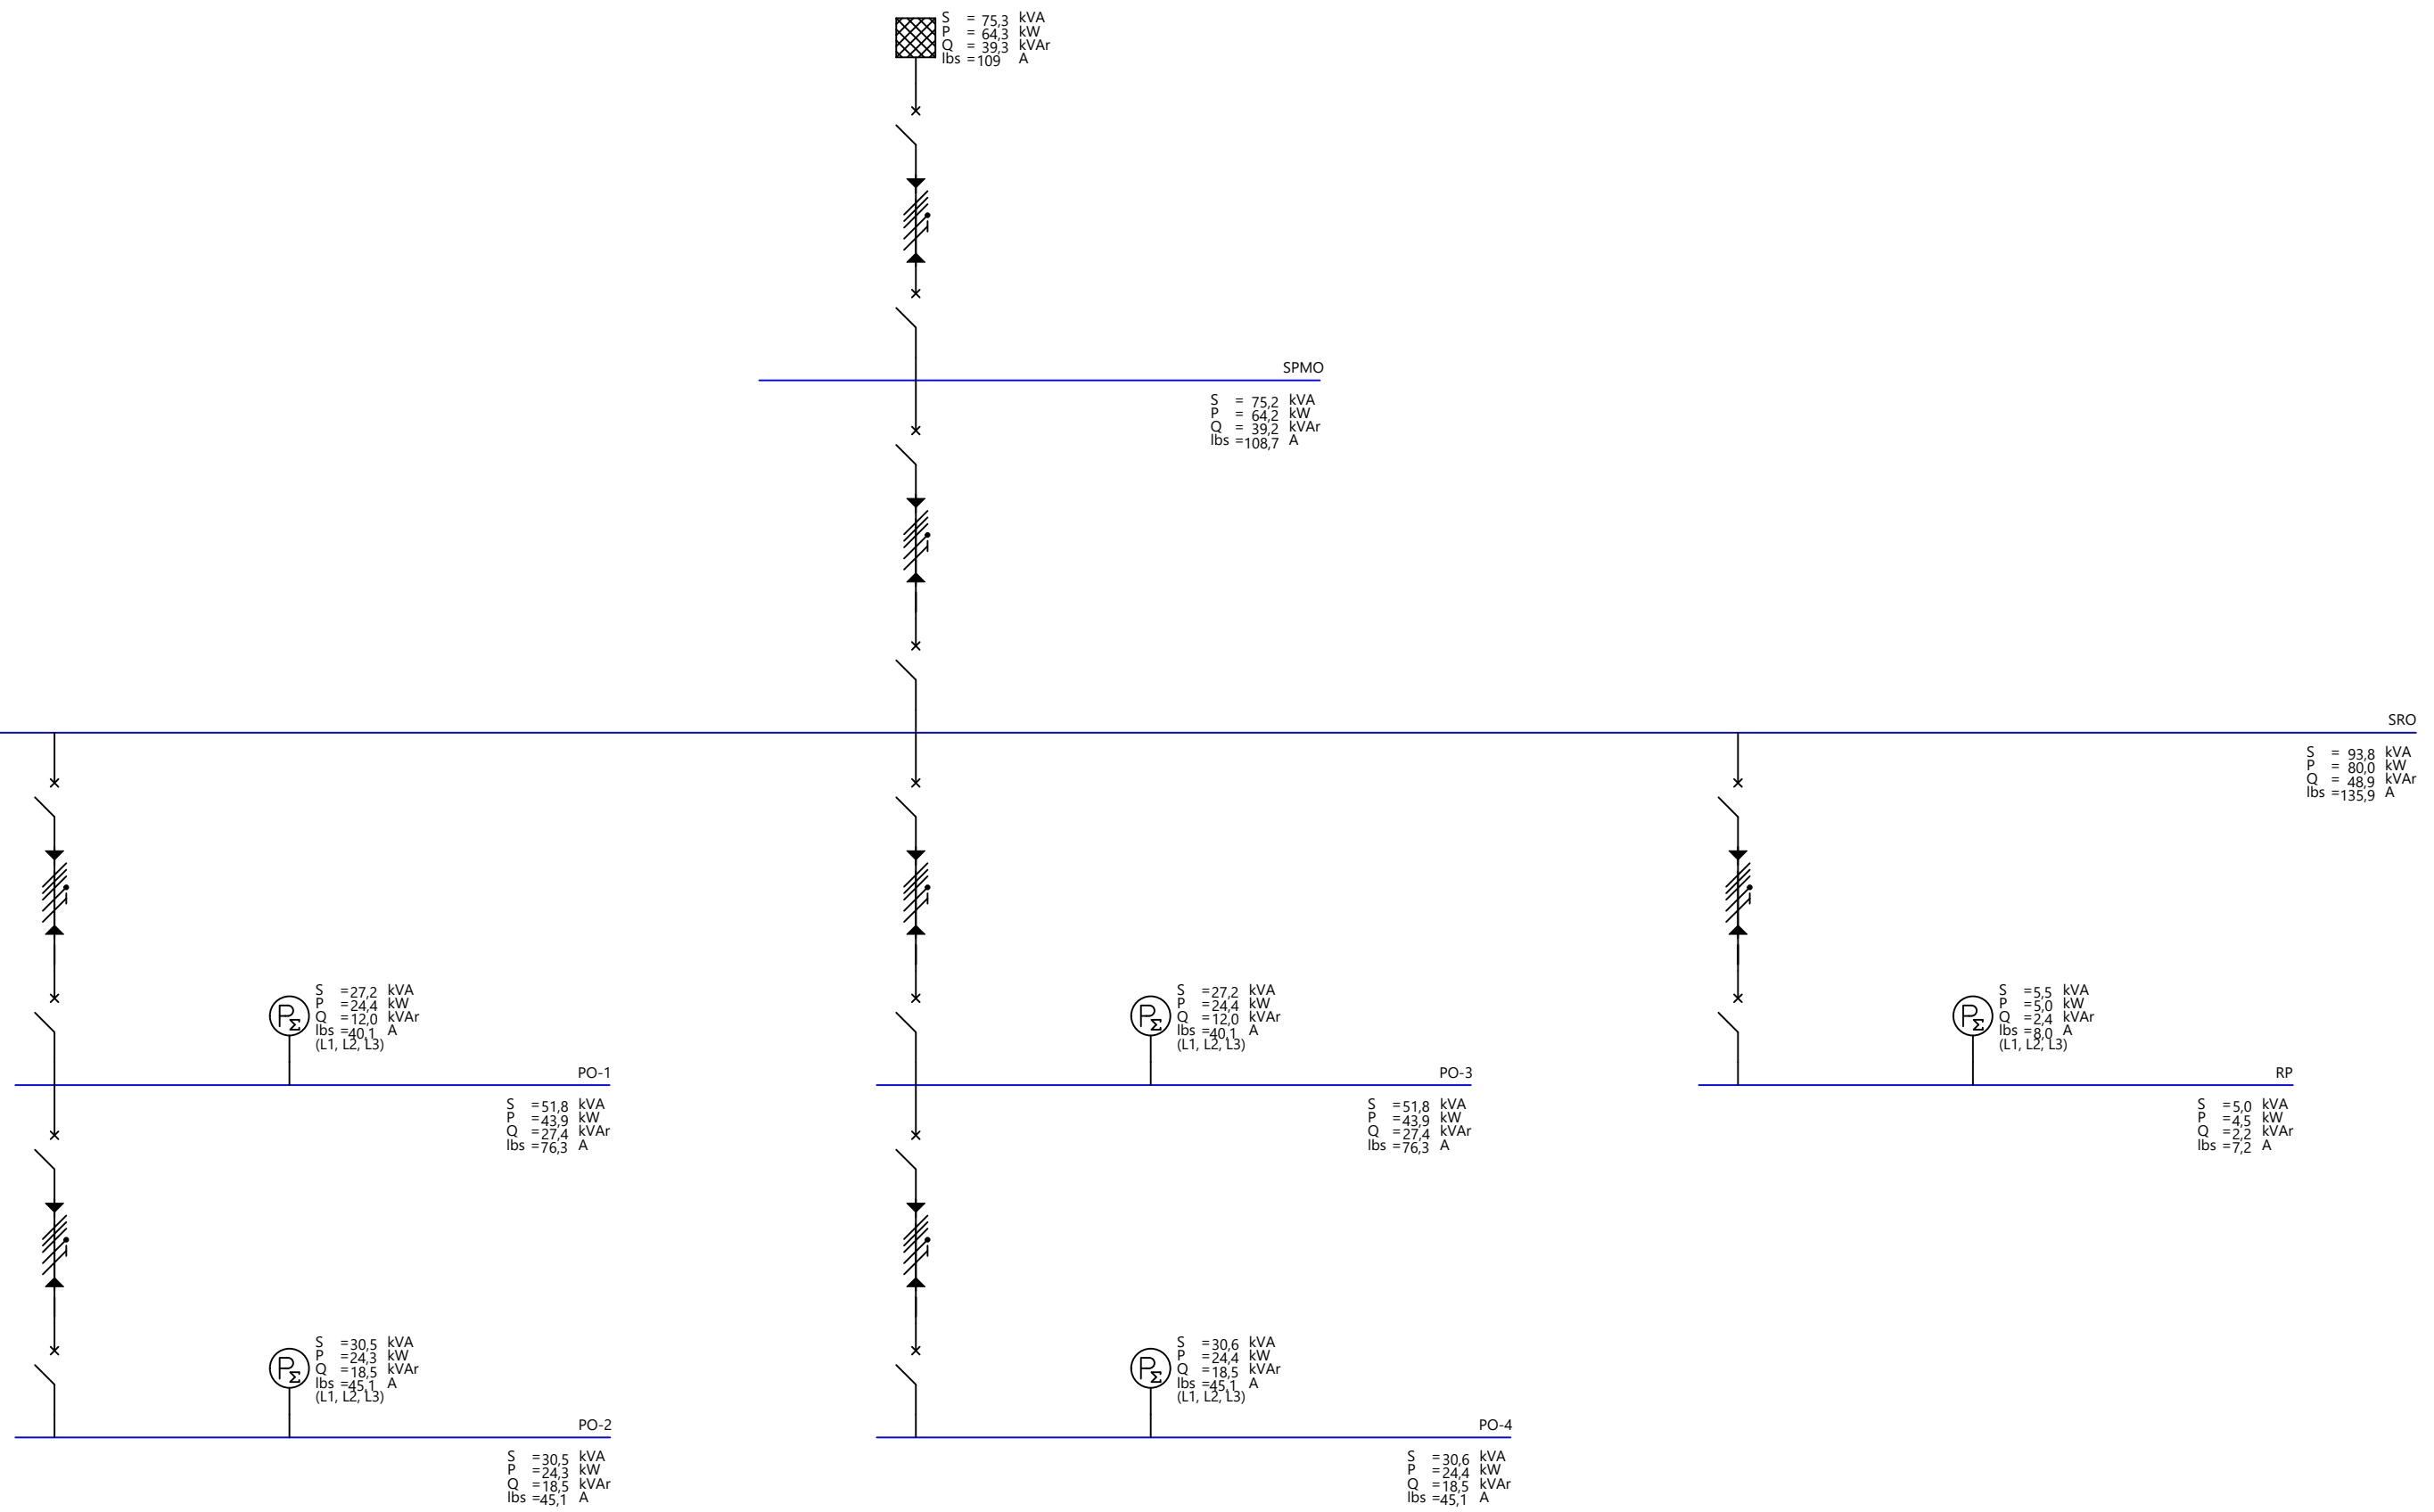 S = 75,3 kVA
P = 64,3 kW
Q = 39,3 kVAr
Ibs = 109 A
SPMO
S = 75,2 kVA
P = 64,2 kW
Q = 39,2 kVAr
Ibs = 108,7 A
SRO
S = 93,8 kVA
P = 80,0 kW
Q = 48,9 kVAr
Ibs = 135,9 A
PΣ
S = 27,2 kVA
P = 24,4 kW
Q = 12,0 kVAr
Ibs = 40,1 A
(L1, L2, L3)
PO-1
S = 51,8 kVA
P = 43,9 kW
Q = 27,4 kVAr
Ibs = 76,3 A
PΣ
S = 27,2 kVA
P = 24,4 kW
Q = 12,0 kVAr
Ibs = 40,1 A
(L1, L2, L3)
PO-3
S = 51,8 kVA
P = 43,9 kW
Q = 27,4 kVAr
Ibs = 76,3 A
PΣ
S = 5,5 kVA
P = 5,0 kW
Q = 2,4 kVAr
Ibs = 8,0 A
(L1, L2, L3)
RP
S = 5,0 kVA
P = 4,5 kW
Q = 2,2 kVAr
Ibs = 7,2 A
PΣ
S = 30,5 kVA
P = 24,3 kW
Q = 18,5 kVAr
Ibs = 45,1 A
(L1, L2, L3)
PO-2
S = 30,5 kVA
P = 24,3 kW
Q = 18,5 kVAr
Ibs = 45,1 A
PΣ
S = 30,6 kVA
P = 24,4 kW
Q = 18,5 kVAr
Ibs = 45,1 A
(L1, L2, L3)
PO-4
S = 30,6 kVA
P = 24,4 kW
Q = 18,5 kVAr
Ibs = 45,1 A